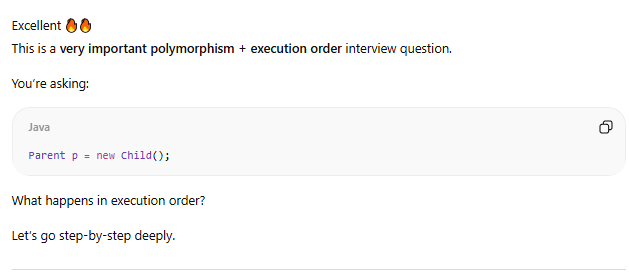 Excellent 🔥🔥
This is a very important polymorphism + execution order interview question.
You're asking:
Java
Parent p = new Child();
What happens in execution order?
Let's go step-by-step deeply.